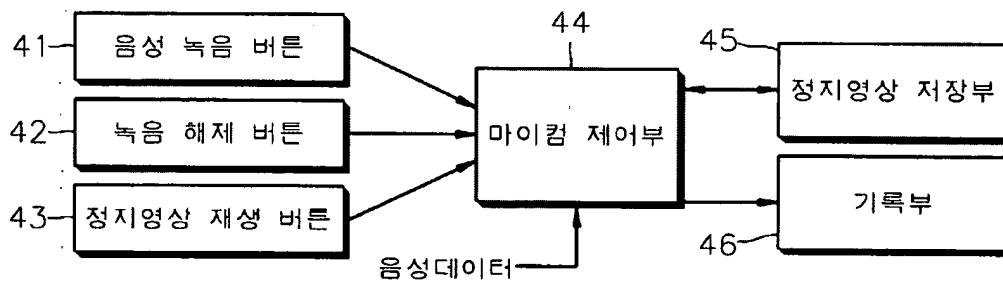 41
음성 녹음 버튼
42
녹음 해제 버튼
43
정지영상 재생 버튼
44
마이컴 제어부
음성데이터
45
정지영상 저장부
기록부
46